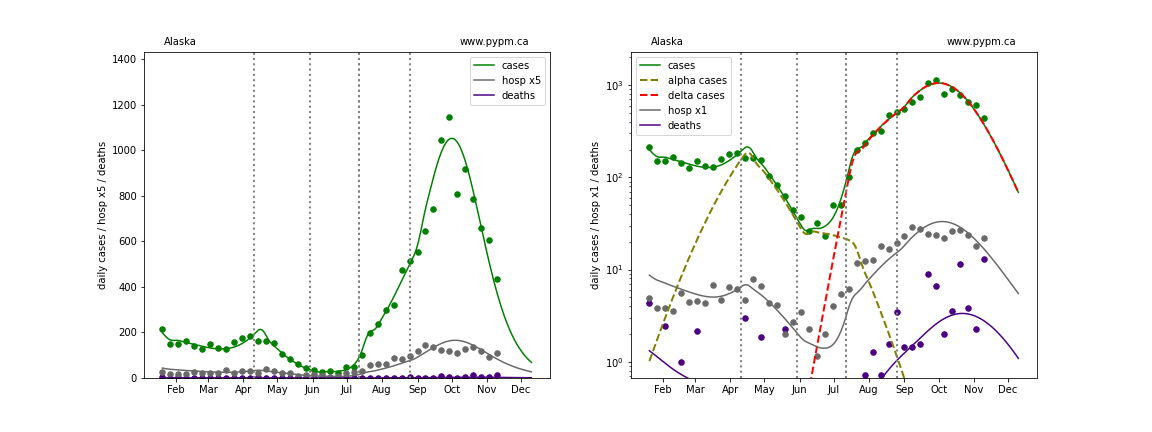 Alaska
www.pypm.ca
daily cases / hosp x5 / deaths
1400
1200
1000
800
600
400
200
0
cases
hosp x5
deaths
Feb Mar Apr May Jun Jul Aug Sep Oct Nov Dec
Alaska
www.pypm.ca
daily cases / hosp x1 / deaths
10³
10²
10¹
10⁰
cases
alpha cases
delta cases
hosp x1
deaths
Feb Mar Apr May Jun Jul Aug Sep Oct Nov Dec